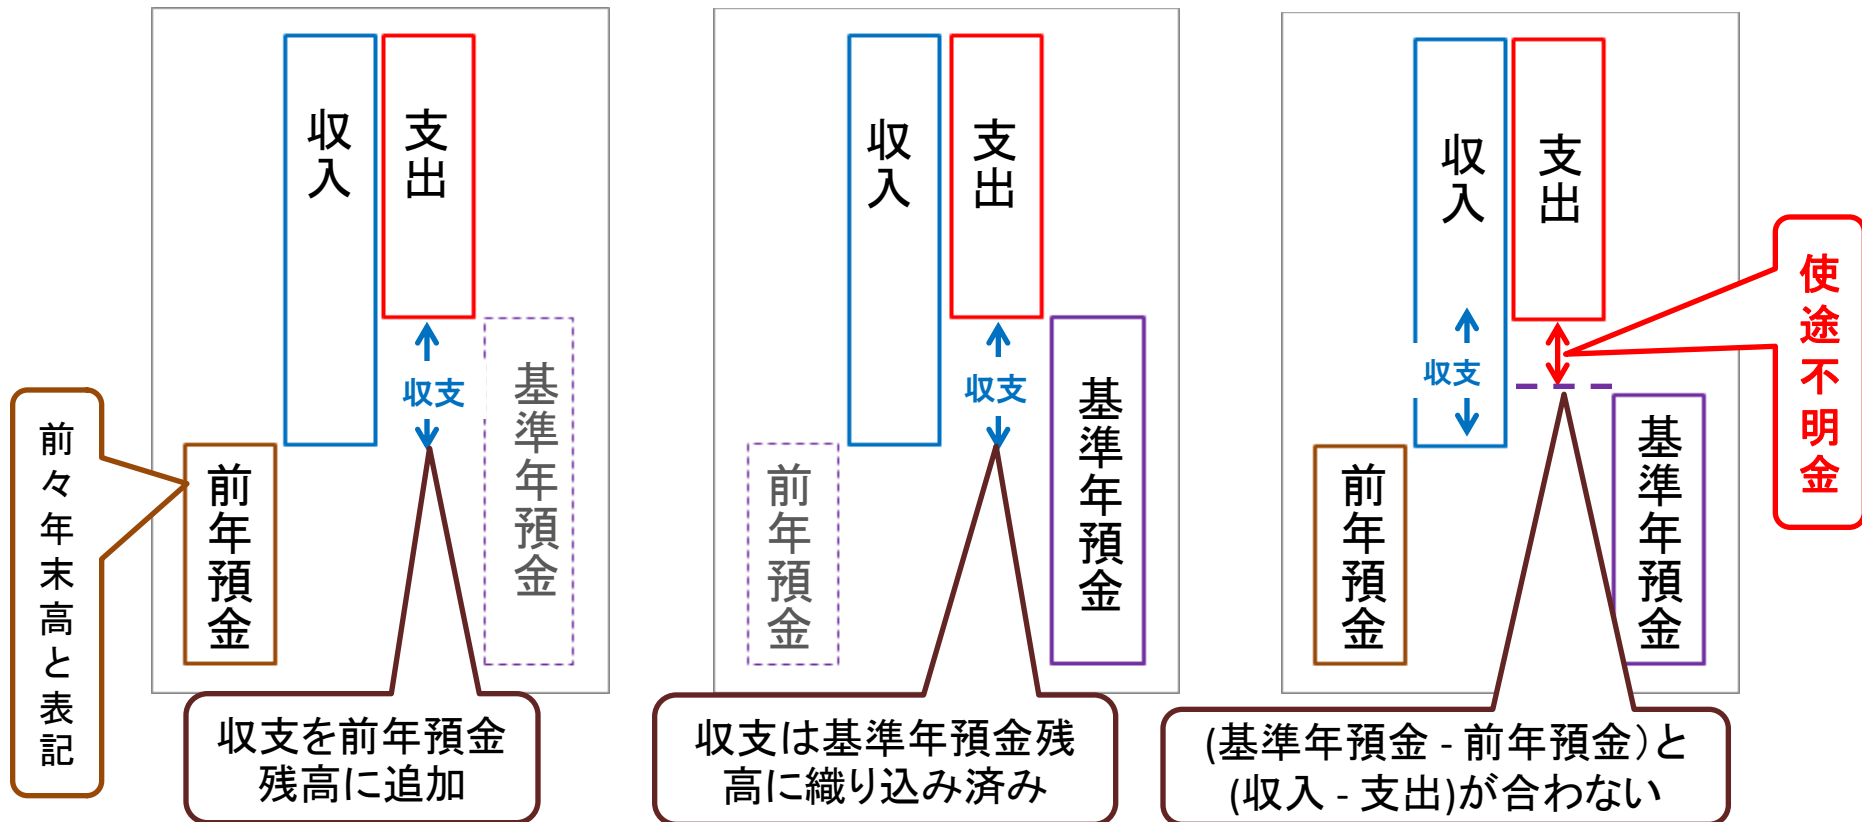 前々年末高と表記
前年預金
収入
支出
収支
基準年預金
収支を前年預金
残高に追加
前年預金
収入
支出
収支
基準年預金
収支は基準年預金残
高に織り込み済み
前年預金
収入
支出
収支
基準年預金
使途不明金
(基準年預金 - 前年預金）と
(収入 - 支出)が合わない